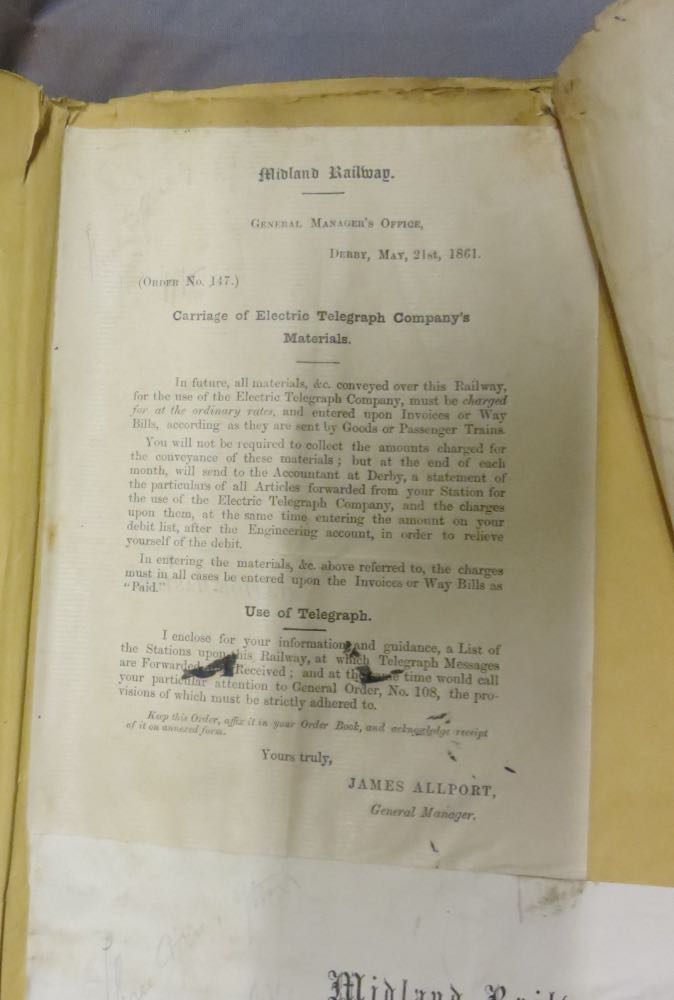 Midland Railway.
GENERAL MANAGER'S OFFICE,
DERBY, MAY, 21st, 1861.
(ORDER No. 147.)
Carriage of Electric Telegraph Company's
Materials.
In future, all materials, &c. conveyed over this Railway,
for the use of the Electric Telegraph Company, must be charged
for at the ordinary rates, and entered upon Invoices or Way
Bills, according as they are sent by Goods or Passenger Trains.
You will not be required to collect the amounts charged for
the conveyance of these materials; but at the end of each
month, will send to the Accountant at Derby, a statement of
the particulars of all Articles forwarded from your Station for
the use of the Electric Telegraph Company, and the charges
upon them, at the same time entering the amount on your
debit list, after the Engineering account, in order to relieve
yourself of the debit.
In entering the materials, &c. above referred to, the charges
must in all cases be entered upon the Invoices or Way Bills as
"Paid."
Use of Telegraph.
I enclose for your information and guidance, a List of
the Stations upon this Railway, at which Telegraph Messages
are Forwarded Received; and at the time would call
your particular attention to General Order, No. 108, the pro-
visions of which must be strictly adhered to.
Keep this Order, affix it in your Order Book, and acknowledge receipt
of it on annexed form.
Yours truly,
JAMES ALLPORT,
General Manager.
Midland